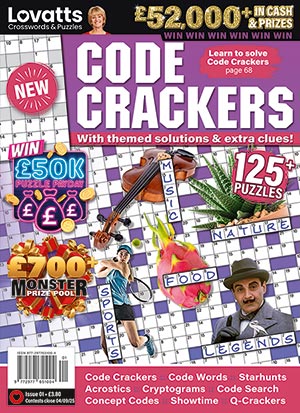 Lovatts
Crosswords & Puzzles
£52,000+ IN CASH & PRIZES
WIN WIN WIN WIN WIN WIN WIN
CODE
CRACKERS
Learn to solve
Code Crackers
page 68
NEW
With themed solutions & extra clues!
WIN
£50K
PUZZLE PAYDAY
£ £ £
125+
PUZZLES
£700
MONSTER
PRIZE POOL
MUSIC
NATURE
FOOD
SPORTS
LEGENDS
Issue 01 • £3.80
Contests close 04/09/25
01
Code Crackers Code Words Starhunts
Acrostics Cryptograms Code Search
Concept Codes Showtime Q-Crackers